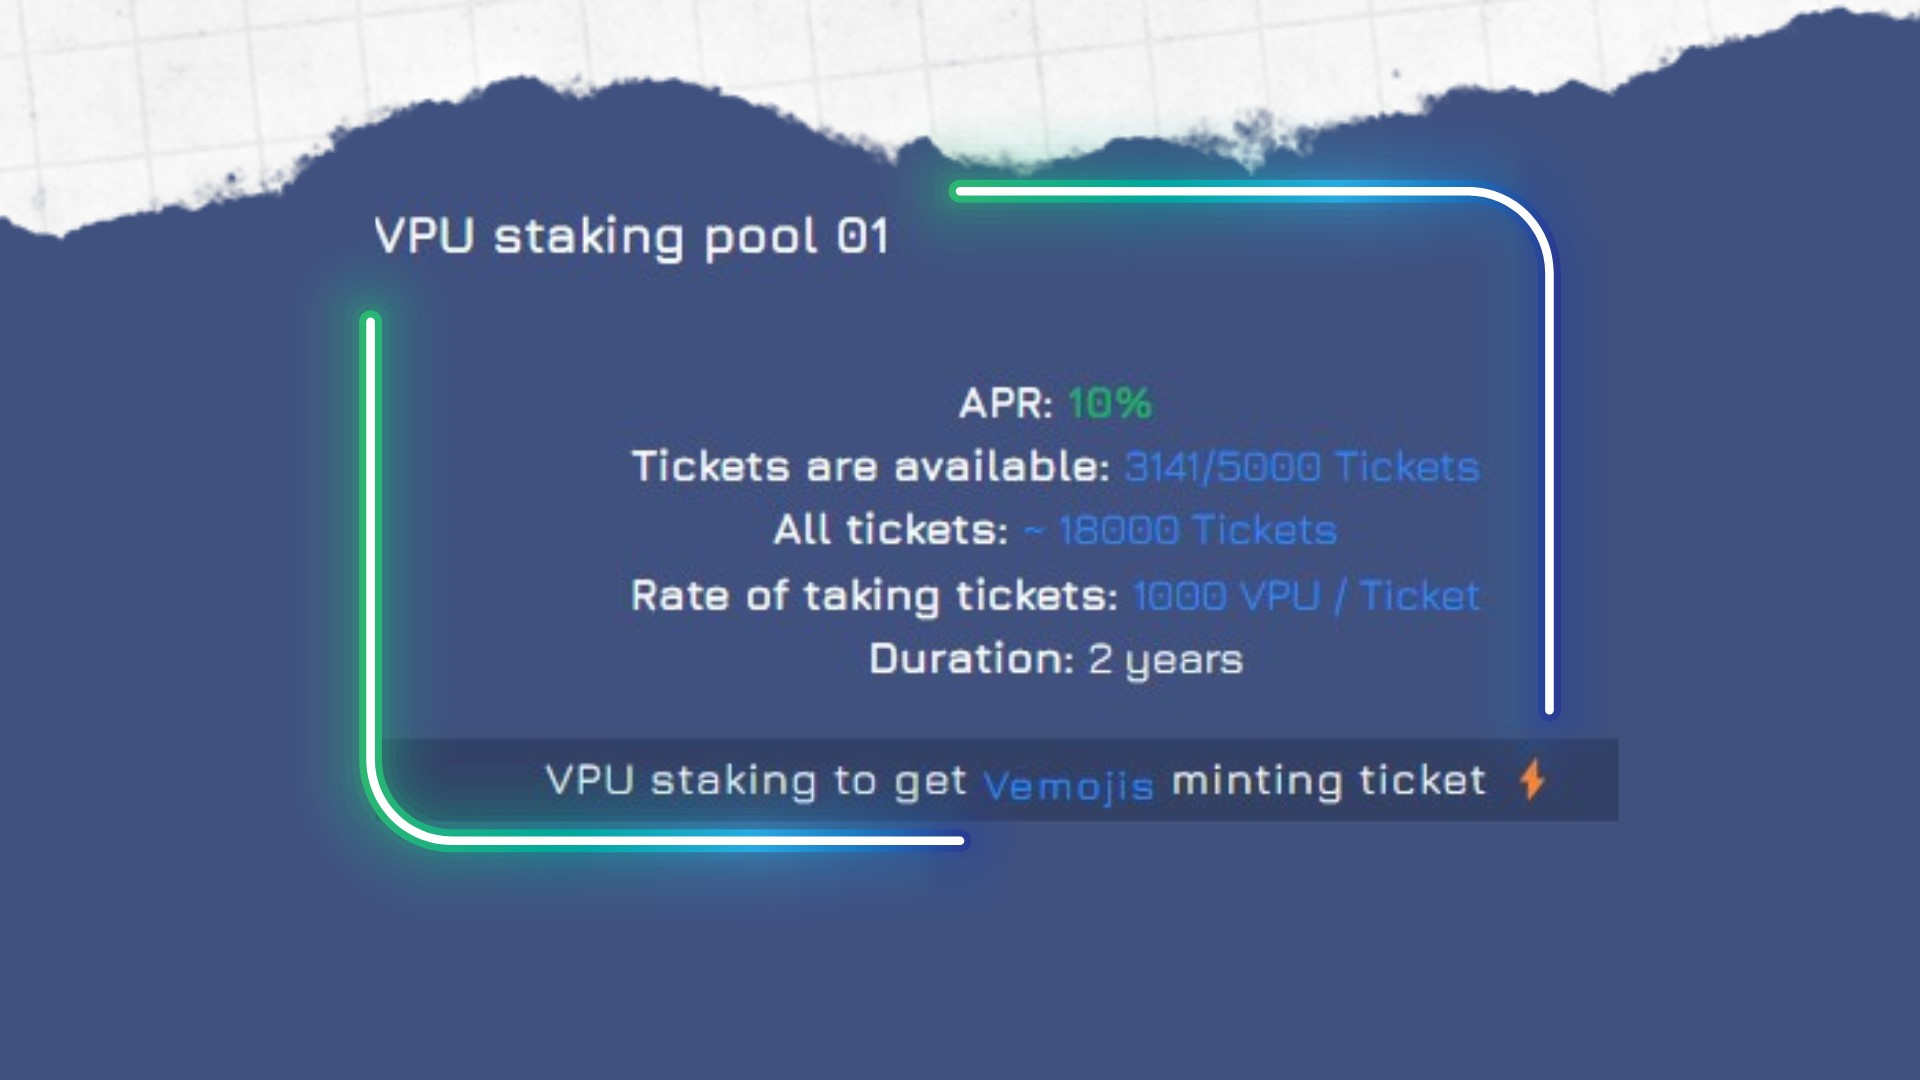 VPU staking pool 01
APR: 10%
Tickets are available: 3141/5000 Tickets
All tickets: ~ 18000 Tickets
Rate of taking tickets: 1000 VPU / Ticket
Duration: 2 years
VPU staking to get Vemojis minting ticket